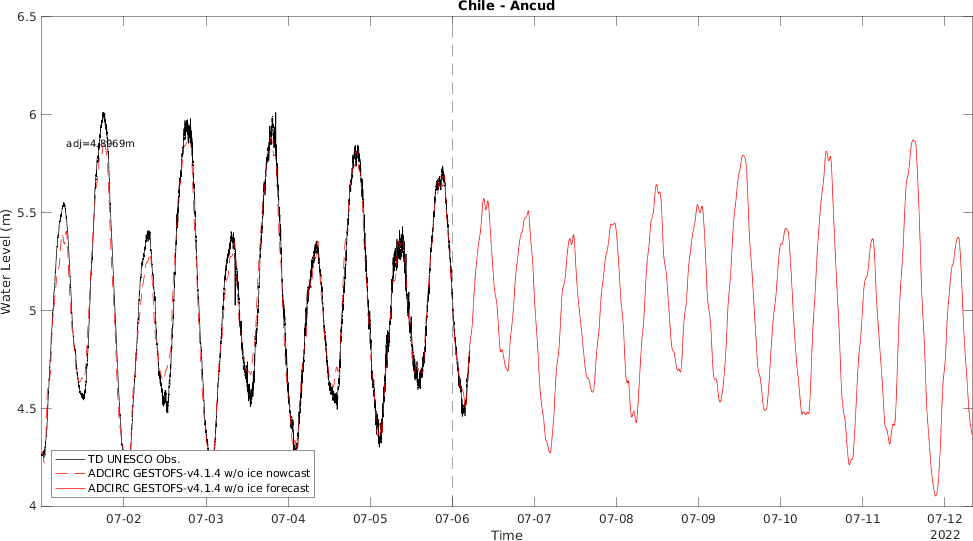 Chile - Ancud
6.5
6
5.5
5
4.5
4
Water Level (m)
adj=4.8969m
TD UNESCO Obs.
ADCIRC GESTOFS-v4.1.4 w/o ice nowcast
ADCIRC GESTOFS-v4.1.4 w/o ice forecast
07-02 07-03 07-04 07-05 07-06 07-07 07-08 07-09 07-10 07-11 07-12
2022
Time